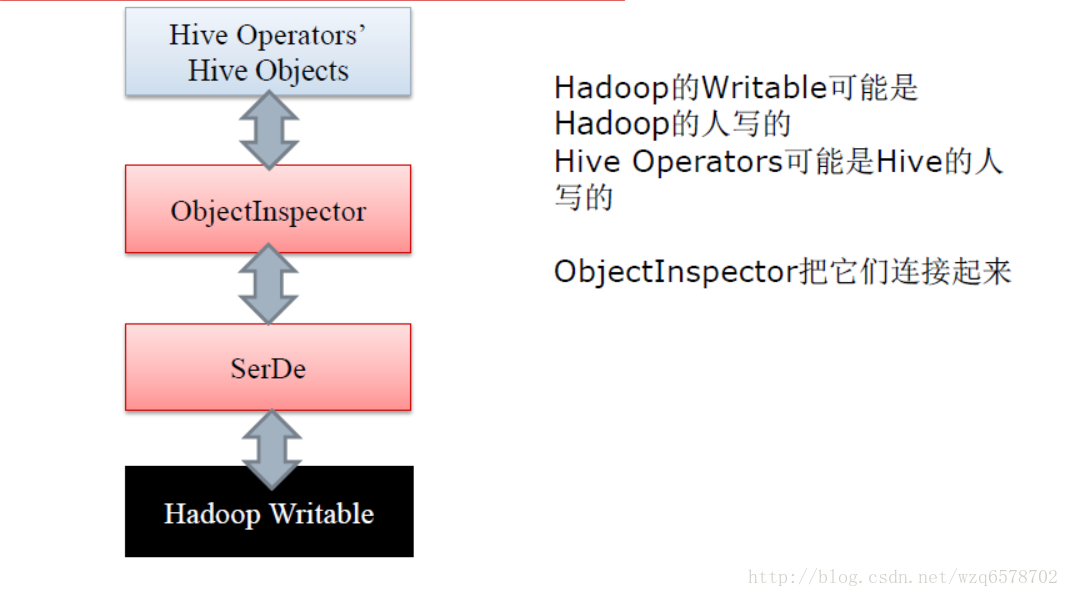 Hive Operators’
Hive Objects
ObjectInspector
SerDe
Hadoop Writable
Hadoop的Writable可能是
Hadoop的人写的
Hive Operators可能是Hive的人
写的
ObjectInspector把它们连接起来
http://blog.csdn.net/wzq6578702